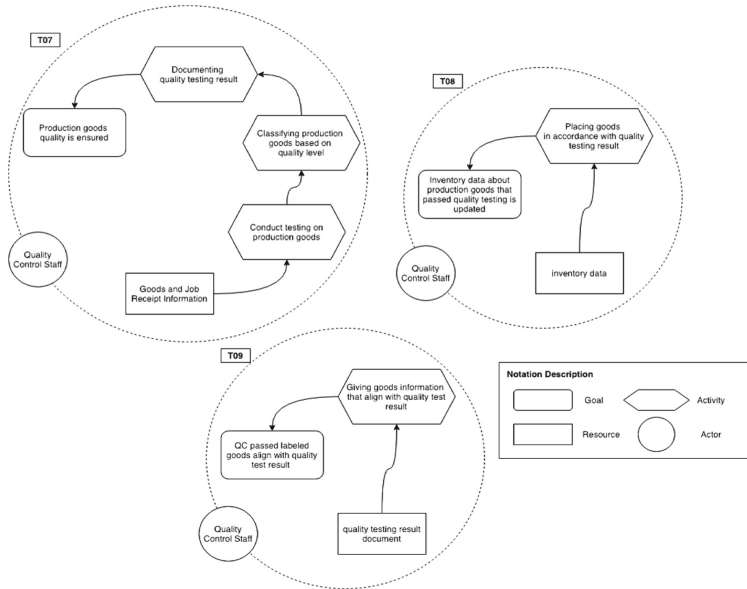 T07
Documenting
quality testing result
Production goods
quality is ensured
Classifying production
goods based on
quality level
Conduct testing on
production goods
Quality
Control Staff
Goods and Job
Receipt Information
T08
Placing goods
in accordance with quality
testing result
Inventory data about
production goods that
passed quality testing is
updated
Quality
Control Staff
inventory data
T09
Giving goods information
that align with quality test
result
QC passed labeled
goods align with quality
test result
Quality
Control Staff
quality testing result
document
Notation Description
Goal
Activity
Resource
Actor